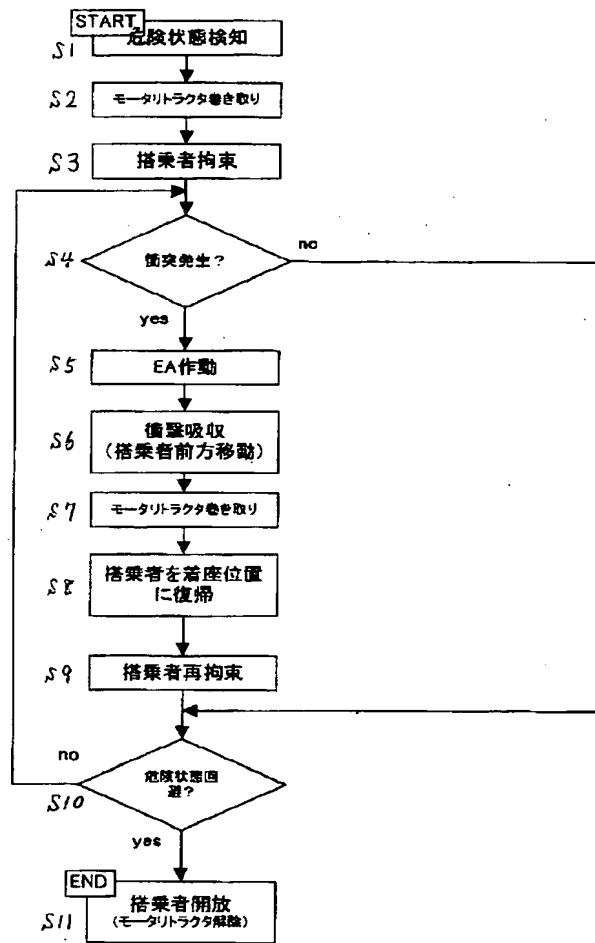 START
S1
危険状態検知
S2
モータリトラクタ巻き取り
S3
搭乗者拘束
S4
衝突発生?
no
yes
S5
EA作動
S6
衝撃吸収
(搭乗者前方移動)
S7
モータリトラクタ巻き取り
S8
搭乗者を着座位置
に復帰
S9
搭乗者再拘束
no
S10
危険状態回
避?
yes
END
S11
搭乗者開放
(モータリトラクタ解除)